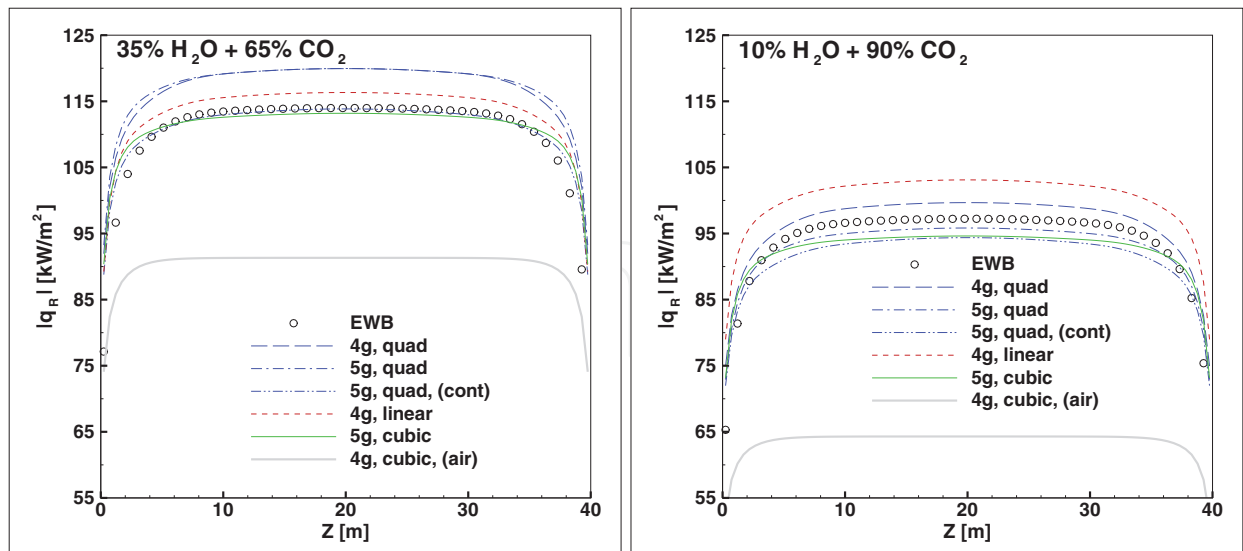 35% H₂O + 65% CO₂
|q_R| [kW/m²]
125
115
105
95
85
75
65
55
EWB
4g, quad
5g, quad
5g, quad, (cont)
4g, linear
5g, cubic
4g, cubic, (air)
0
10
20
30
40
Z [m]
10% H₂O + 90% CO₂
|q_R| [kW/m²]
125
115
105
95
85
75
65
55
EWB
4g, quad
5g, quad
5g, quad, (cont)
4g, linear
5g, cubic
4g, cubic, (air)
0
10
20
30
40
Z [m]